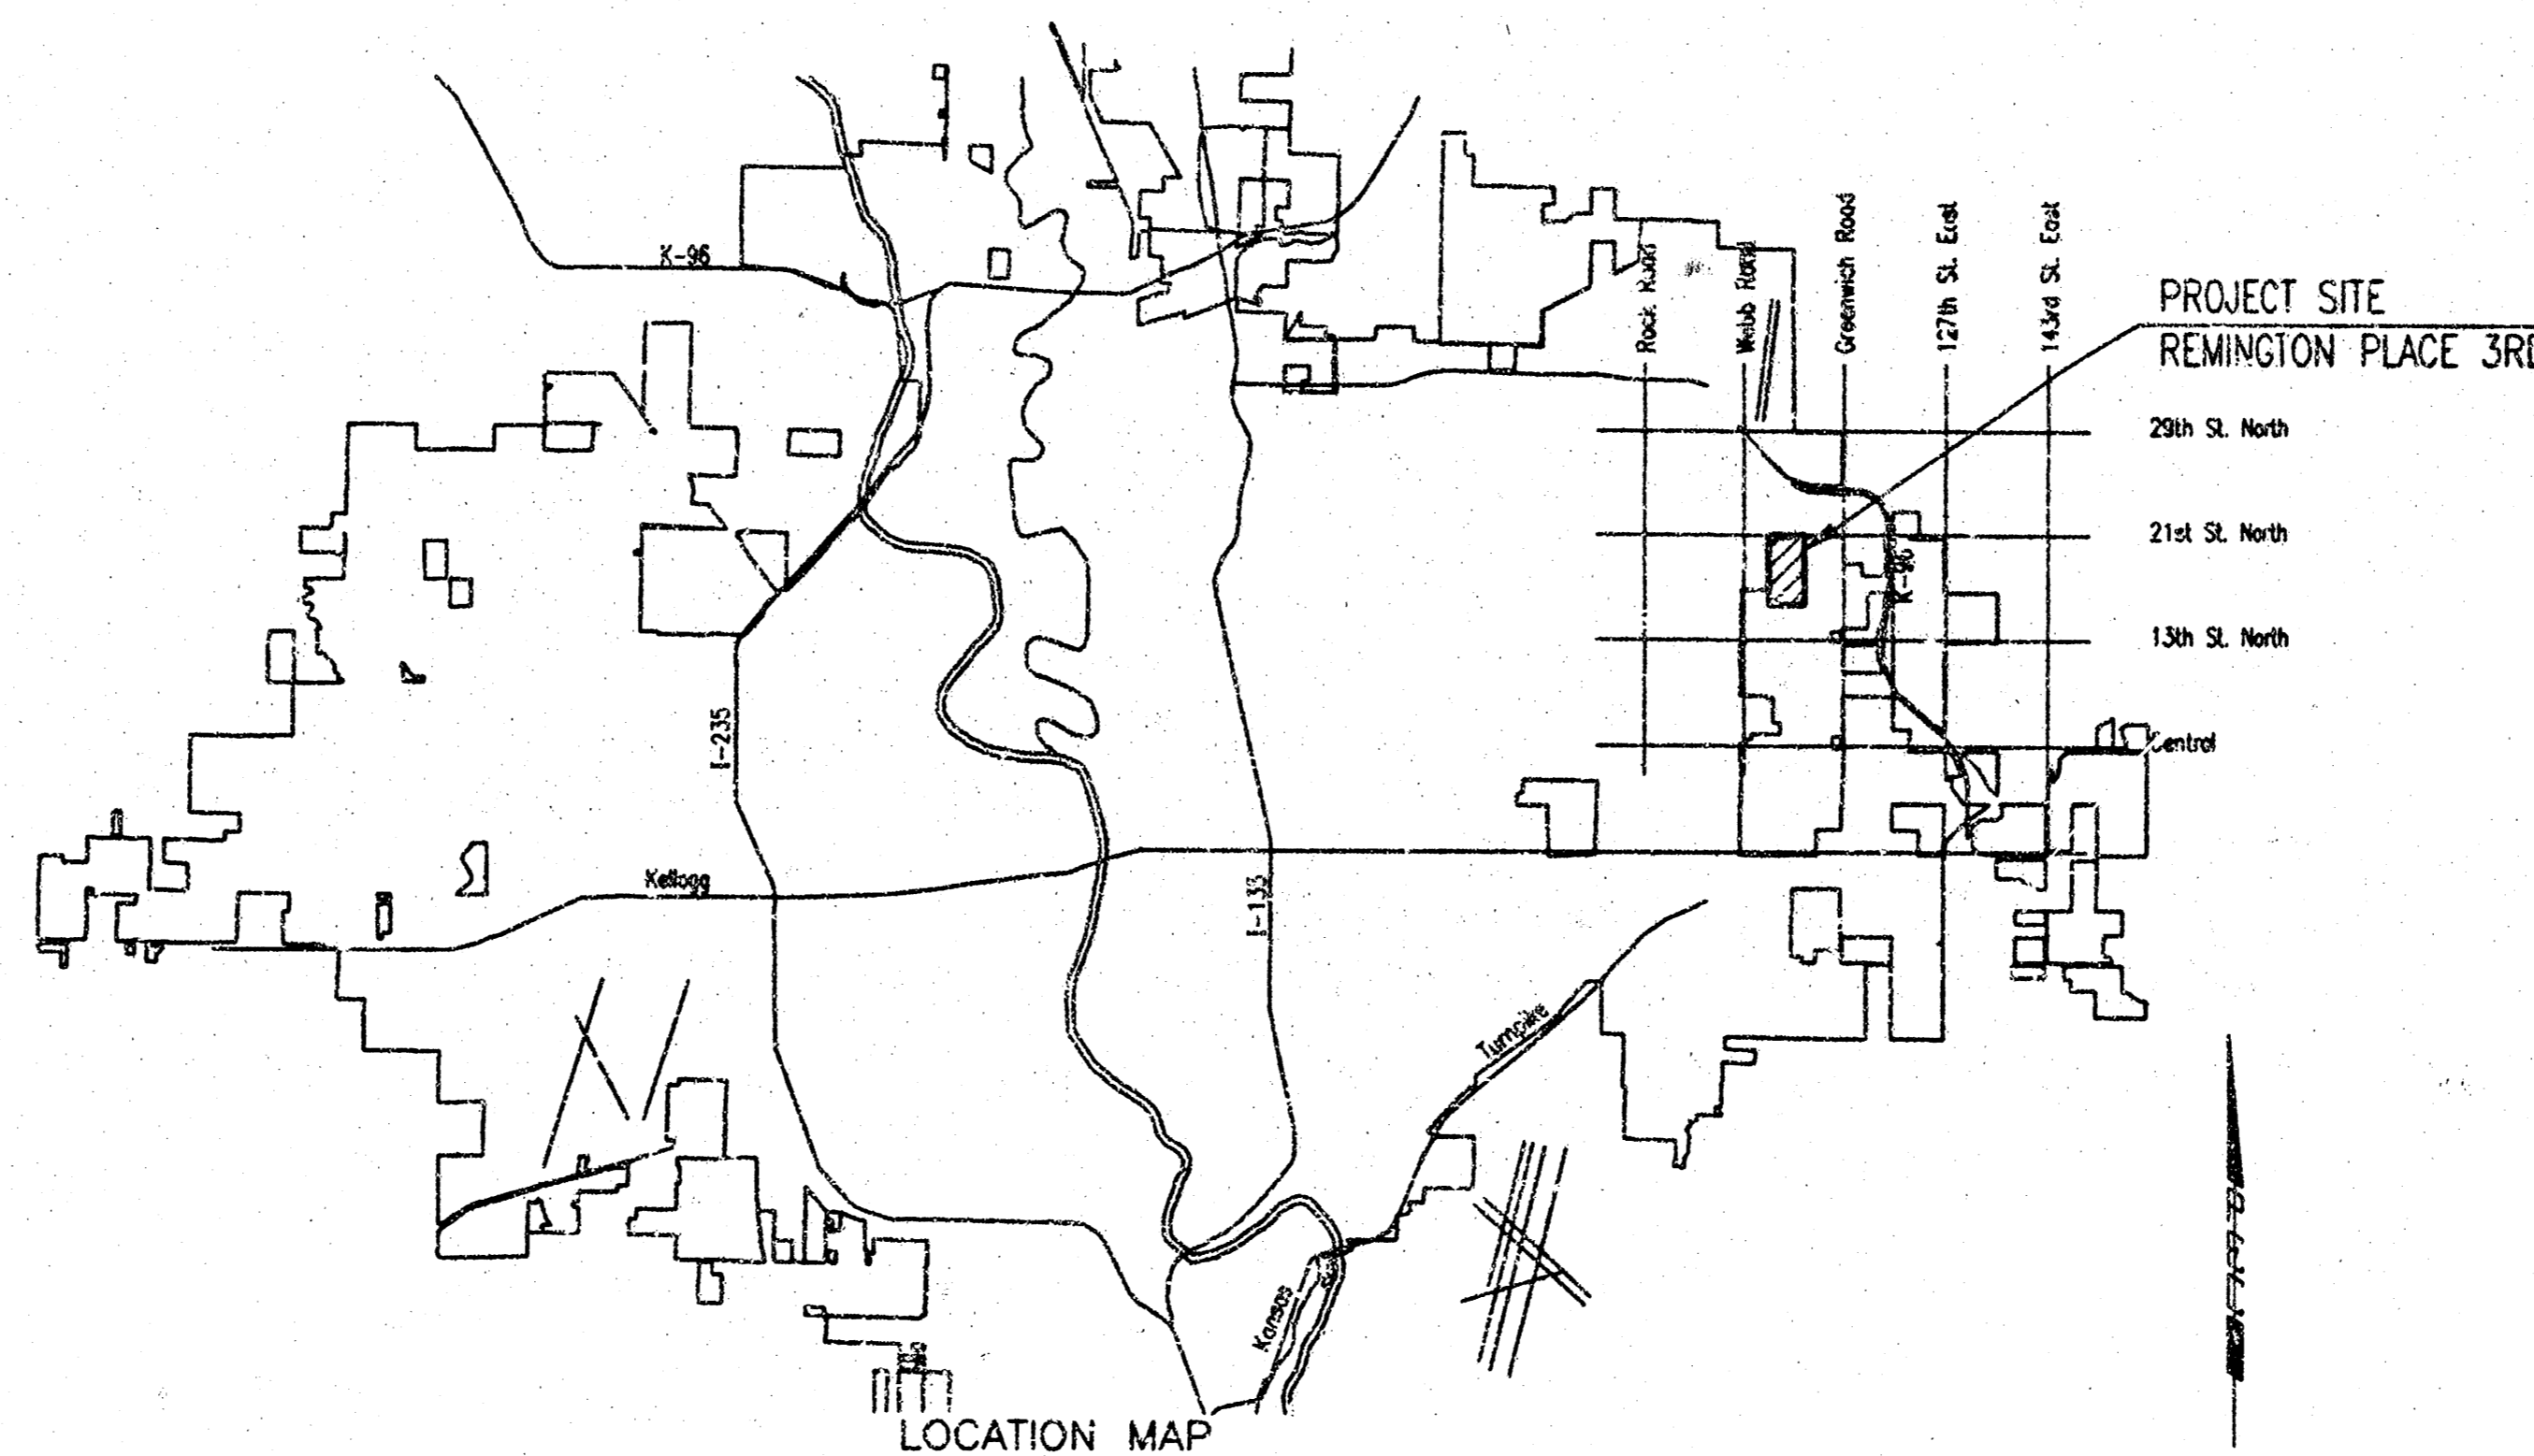 K-96
Rock Road
Webb Road
Greenwich Road
127th St. East
143rd St. East
PROJECT SITE
REMINGTON PLACE 3RD
29th St. North
21st St. North
K-96
13th St. North
I-235
Central
Kellogg
I-135
Turnpike
Kansas
LOCATION MAP